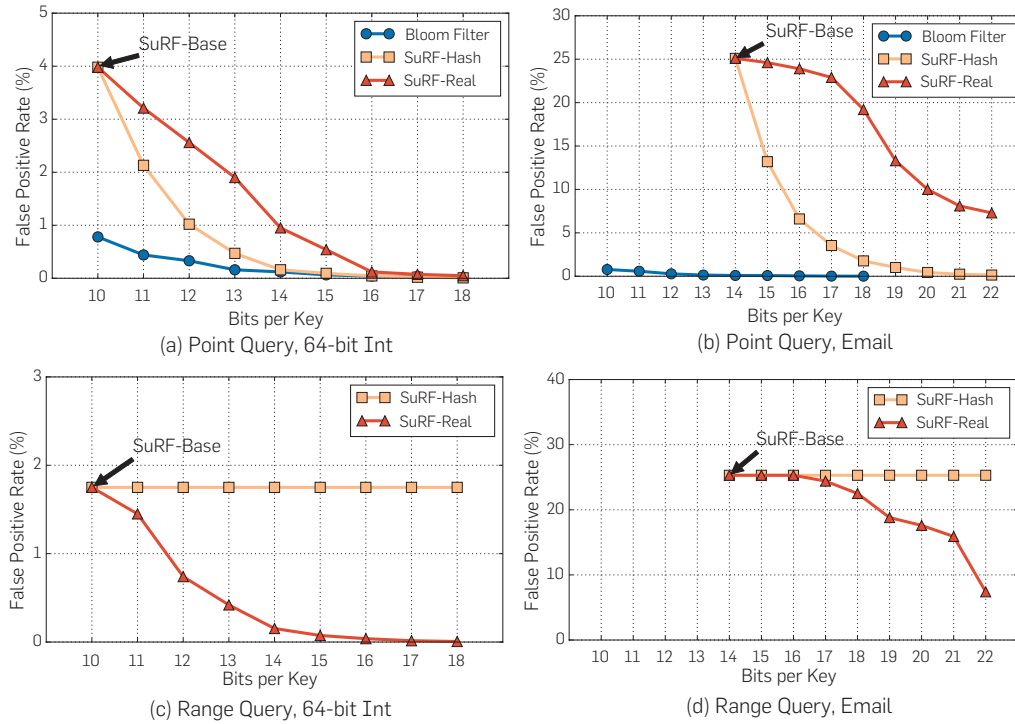 SuRF-Base
Bloom Filter
SuRF-Hash
SuRF-Real
False Positive Rate (%)
5
4
3
2
1
0
10 11 12 13 14 15 16 17 18
Bits per Key
(a) Point Query, 64-bit Int
SuRF-Base
Bloom Filter
SuRF-Hash
SuRF-Real
False Positive Rate (%)
30
25
20
15
10
5
0
10 11 12 13 14 15 16 17 18 19 20 21 22
Bits per Key
(b) Point Query, Email
SuRF-Hash
SuRF-Real
SuRF-Base
False Positive Rate (%)
3
2
1
0
10 11 12 13 14 15 16 17 18
Bits per Key
(c) Range Query, 64-bit Int
SuRF-Hash
SuRF-Real
SuRF-Base
False Positive Rate (%)
40
30
20
10
0
10 11 12 13 14 15 16 17 18 19 20 21 22
Bits per Key
(d) Range Query, Email